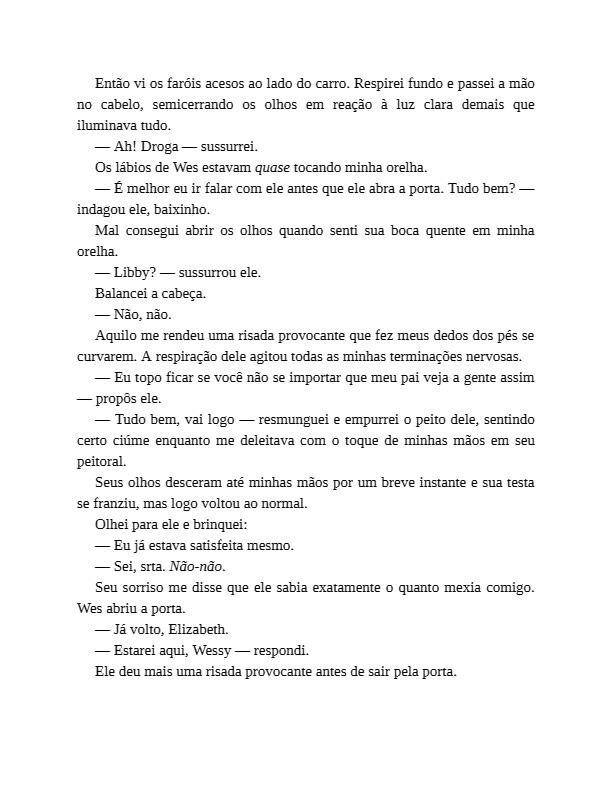 Então vi os faróis acesos ao lado do carro. Respirei fundo e passei a mão
no cabelo, semicerrando os olhos em reação à luz clara demais que
iluminava tudo.
— Ah! Droga — sussurrei.
Os lábios de Wes estavam quase tocando minha orelha.
— É melhor eu ir falar com ele antes que ele abra a porta. Tudo bem? —
indagou ele, baixinho.
Mal consegui abrir os olhos quando senti sua boca quente em minha
orelha.
— Libby? — sussurrou ele.
Balancei a cabeça.
— Não, não.
Aquilo me rendeu uma risada provocante que fez meus dedos dos pés se
curvarem. A respiração dele agitou todas as minhas terminações nervosas.
— Eu topo ficar se você não se importar que meu pai veja a gente assim
— propôs ele.
— Tudo bem, vai logo — resmunguei e empurrei o peito dele, sentindo
certo ciúme enquanto me deleitava com o toque de minhas mãos em seu
peitoral.
Seus olhos desceram até minhas mãos por um breve instante e sua testa
se franziu, mas logo voltou ao normal.
Olhei para ele e brinquei:
— Eu já estava satisfeita mesmo.
— Sei, srta. Não-não.
Seu sorriso me disse que ele sabia exatamente o quanto mexia comigo.
Wes abriu a porta.
— Já volto, Elizabeth.
— Estarei aqui, Wessy — respondi.
Ele deu mais uma risada provocante antes de sair pela porta.